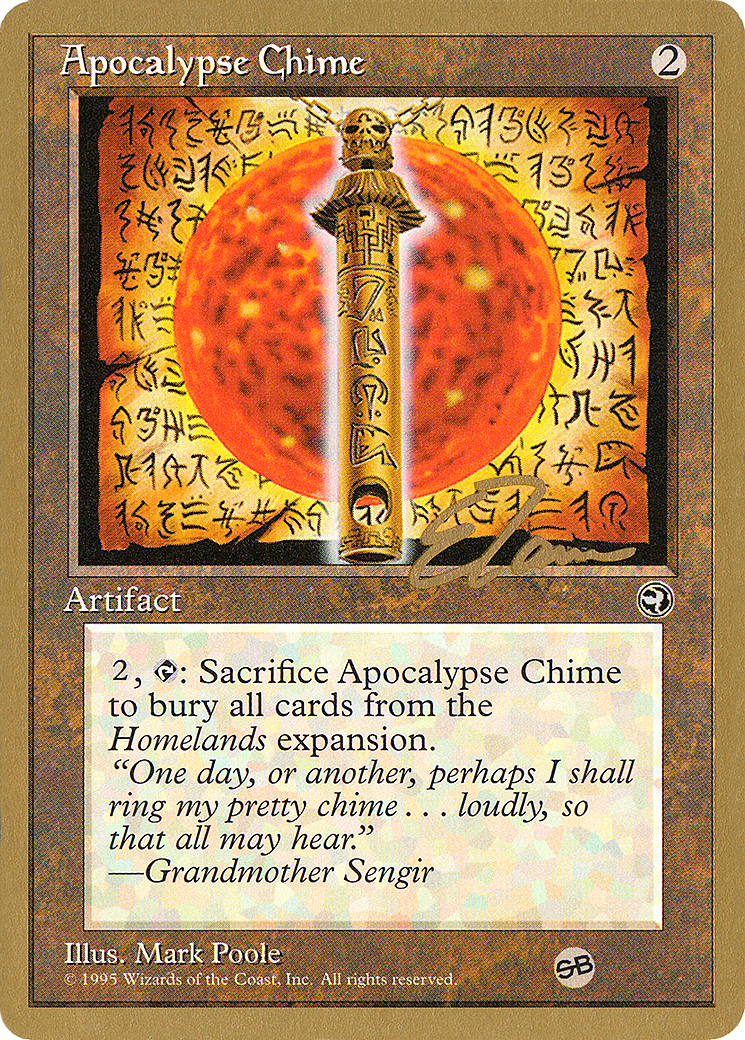 Apocalypse Chime 2
Artifact
2, : Sacrifice Apocalypse Chime
to bury all cards from the
Homelands expansion.
“One day, or another, perhaps I shall
ring my pretty chime . . . loudly, so
that all may hear.”
—Grandmother Sengir
Illus. Mark Poole
SB
© 1995 Wizards of the Coast, Inc. All rights reserved.